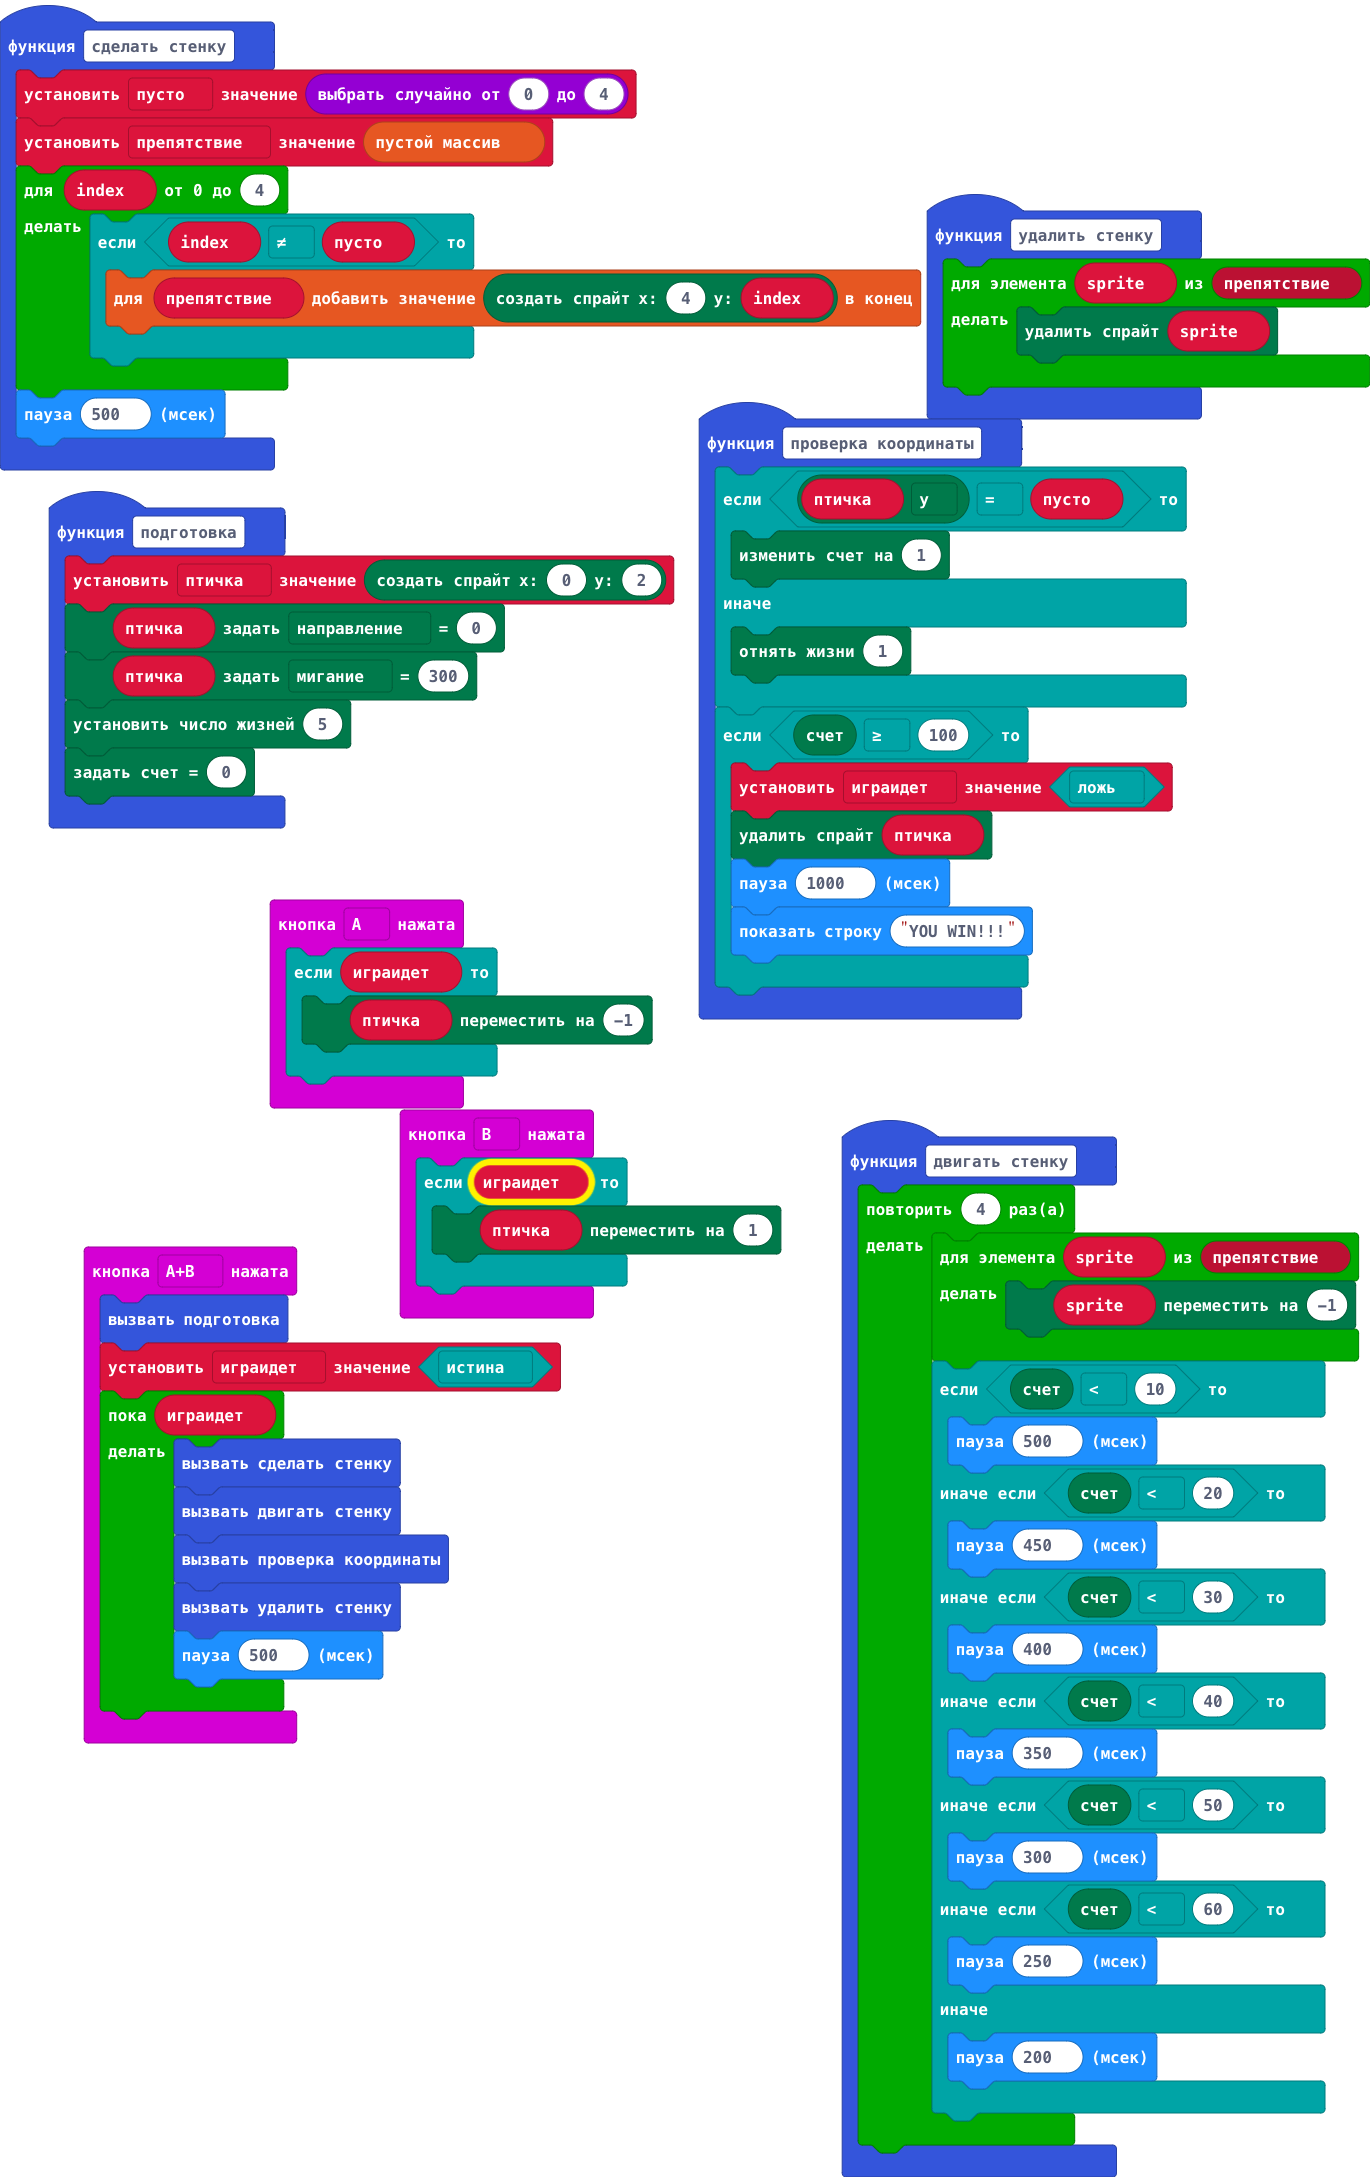 функция сделать стенку
установить пусто значение выбрать случайно от 0 до 4
установить препятствие значение пустой массив
для index от 0 до 4
делать
если index ≠ пусто то
для препятствие добавить значение создать спрайт x: 4 y: index в конец
пауза 500 (мсек)
функция удалить стенку
для элемента sprite из препятствие
делать удалить спрайт sprite
функция проверка координаты
если птичка y = пусто то
изменить счет на 1
иначе
отнять жизни 1
если счет ≥ 100 то
установить играидет значение ложь
удалить спрайт птичка
пауза 1000 (мсек)
показать строку "YOU WIN!!!"
функция подготовка
установить птичка значение создать спрайт x: 0 y: 2
птичка задать направление = 0
птичка задать мигание = 300
установить число жизней 5
задать счет = 0
кнопка A нажата
если играидет то
птичка переместить на −1
кнопка B нажата
если играидет то
птичка переместить на 1
кнопка A+B нажата
вызвать подготовка
установить играидет значение истина
пока играидет
делать
вызвать сделать стенку
вызвать двигать стенку
вызвать проверка координаты
вызвать удалить стенку
пауза 500 (мсек)
функция двигать стенку
повторить 4 раз(а)
делать
для элемента sprite из препятствие
делать sprite переместить на −1
если счет < 10 то
пауза 500 (мсек)
иначе если счет < 20 то
пауза 450 (мсек)
иначе если счет < 30 то
пауза 400 (мсек)
иначе если счет < 40 то
пауза 350 (мсек)
иначе если счет < 50 то
пауза 300 (мсек)
иначе если счет < 60 то
пауза 250 (мсек)
иначе
пауза 200 (мсек)